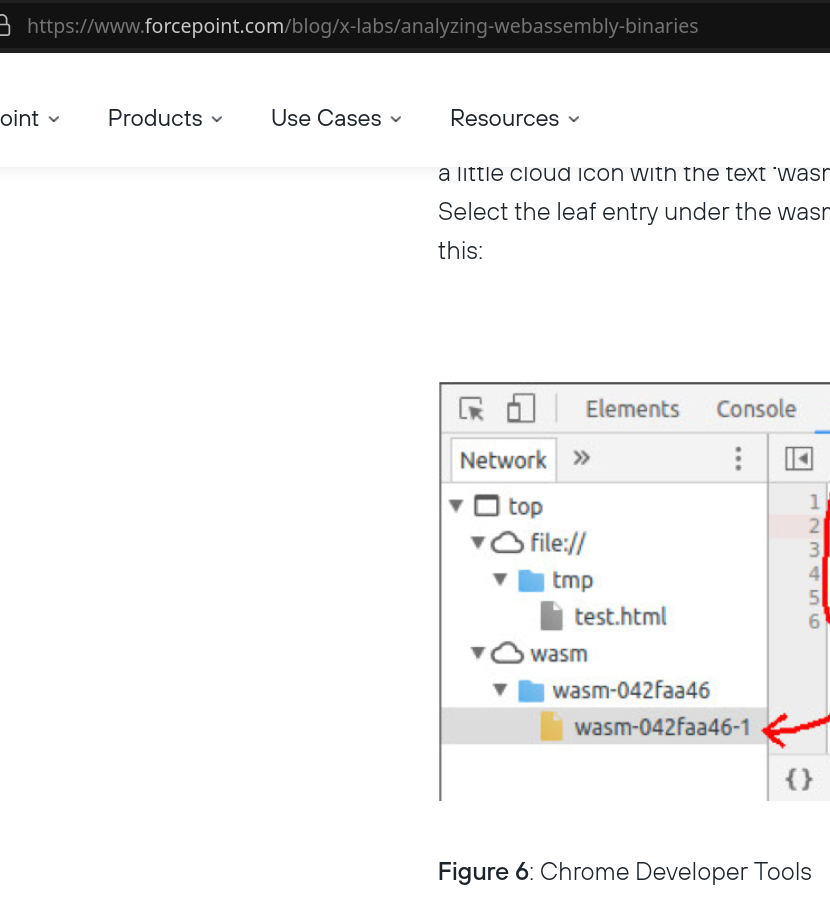 https://www.forcepoint.com/blog/x-labs/analyzing-webassembly-binaries
oint Products Use Cases Resources
a little cloud icon with the text
Select the leaf entry under the
this:
Elements Console
Network
top
file://
tmp
test.html
wasm
wasm-042faa46
wasm-042faa46-1
1
2
3
4
5
6
{}
Figure 6: Chrome Developer Tools